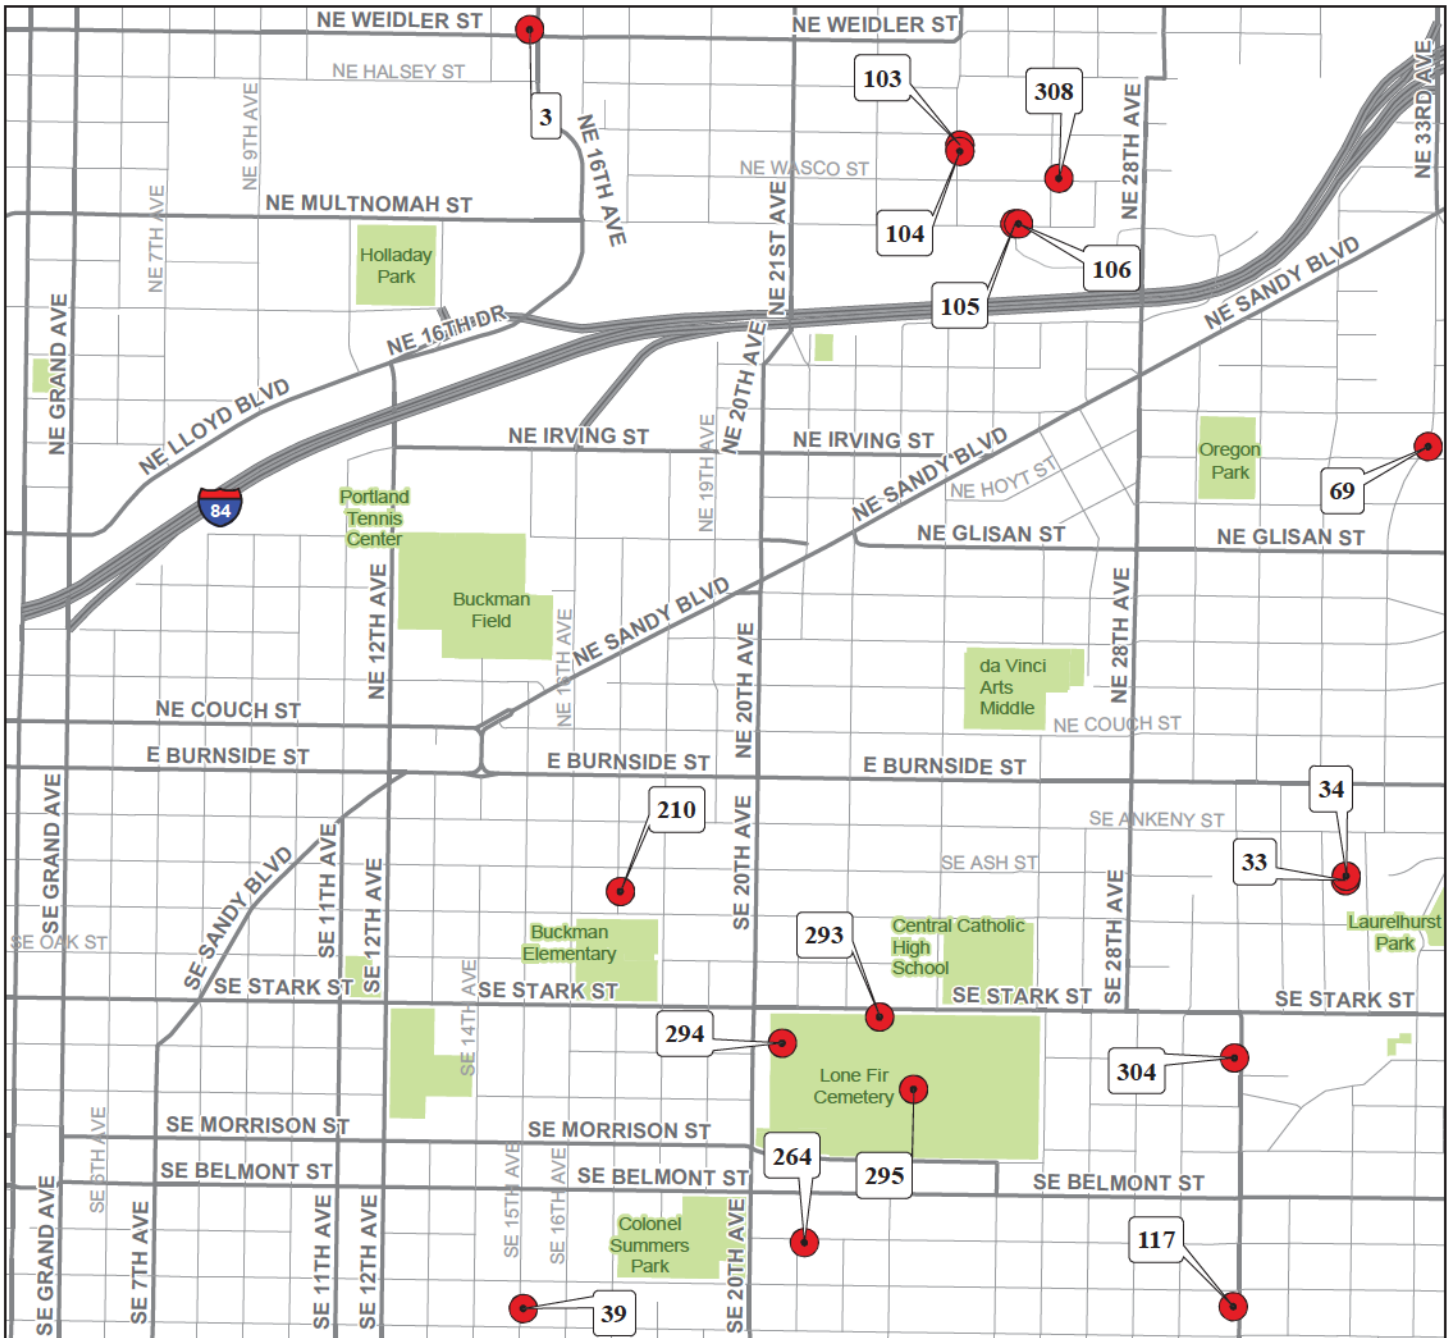 NE WEIDLER ST
NE WEIDLER ST
NE HALSEY ST
103
308
3
NE 9TH AVE
NE 16TH AVE
NE 28TH AVE
NE 33RD AVE
NE WASCO ST
NE 7TH AVE
NE MULTNOMAH ST
NE 21ST AVE
104
106
105
Holladay
Park
NE SANDY BLVD
NE GRAND AVE
NE 16TH DR
NE LLOYD BLVD
NE 20TH AVE
NE IRVING ST
NE IRVING ST
NE 19TH AVE
NE SANDY BLVD
NE HOYT ST
Oregon
Park
69
84
Portland
Tennis
Center
NE GLISAN ST
NE GLISAN ST
Buckman
Field
NE 12TH AVE
NE 16TH AVE
NE SANDY BLVD
NE 20TH AVE
NE 28TH AVE
da Vinci
Arts
Middle
NE COUCH ST
NE COUCH ST
E BURNSIDE ST
E BURNSIDE ST
E BURNSIDE ST
34
210
SE ANKENY ST
SE GRAND AVE
SE 11TH AVE
SE 12TH AVE
SE 20TH AVE
SE ASH ST
33
SE SANDY BLVD
SE 28TH AVE
SE OAK ST
Buckman
Elementary
293
Central Catholic
High
School
Laurelhurst
Park
SE STARK ST
SE STARK ST
SE STARK ST
SE STARK ST
SE 14TH AVE
294
304
Lone Fir
Cemetery
SE MORRISON ST
SE MORRISON ST
SE 6TH AVE
264
295
SE BELMONT ST
SE BELMONT ST
SE BELMONT ST
SE 15TH AVE
SE 16TH AVE
SE GRAND AVE
SE 7TH AVE
SE 11TH AVE
SE 12TH AVE
Colonel
Summers
Park
SE 20TH AVE
117
39